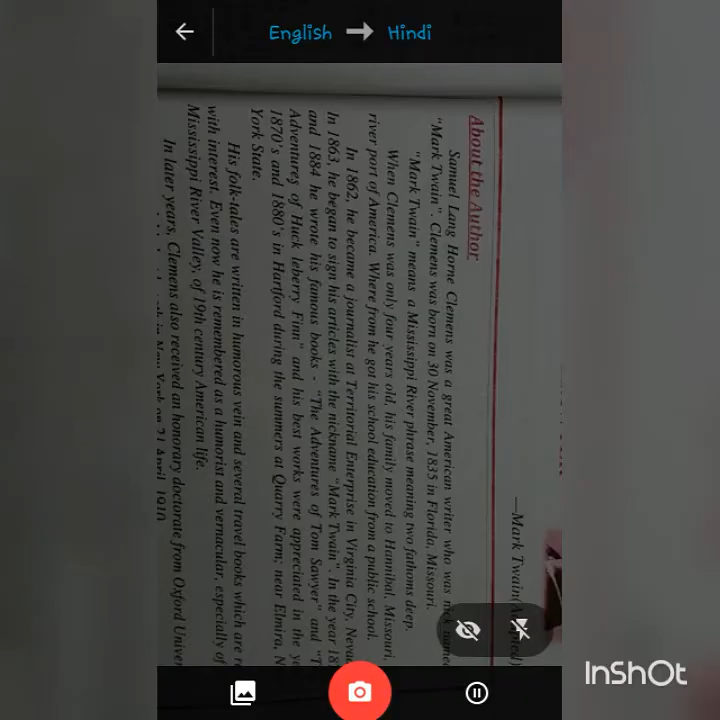 English → Hindi
—Mark Twain
About the Author
Samuel Lang Horne Clemens was a great American writer who was
"Mark Twain". Clemens was born on 30 November, 1835 in Florida, Missouri.
"Mark Twain" means a Mississippi River phrase meaning two fathoms deep.
When Clemens was only four years old, his family moved to Hannibal, Missouri,
river port of America. Where from he got his school education from a public school.
In 1862, he became a journalist at Territorial Enterprise in Virginia City,
In 1863, he began to sign his articles with the nickname "Mark Twain". In the year
and 1884 he wrote his famous books - "The Adventures of Tom Sawyer" and
Adventures of Huck leberry Finn" and his best works were appreciated in the
1870's and 1880's in Hartford during the summers at Quarry Farm; near Elmira,
York State.
His folk-tales are written in humorous vein and several travel books which are
with interest. Even now he is remembered as a humorist and vernacular, especially of
Mississippi River Valley, of 19th century American life.
In later years, Clemens also received an honorary doctorate from Oxford
on 21 April 1910
InShOt